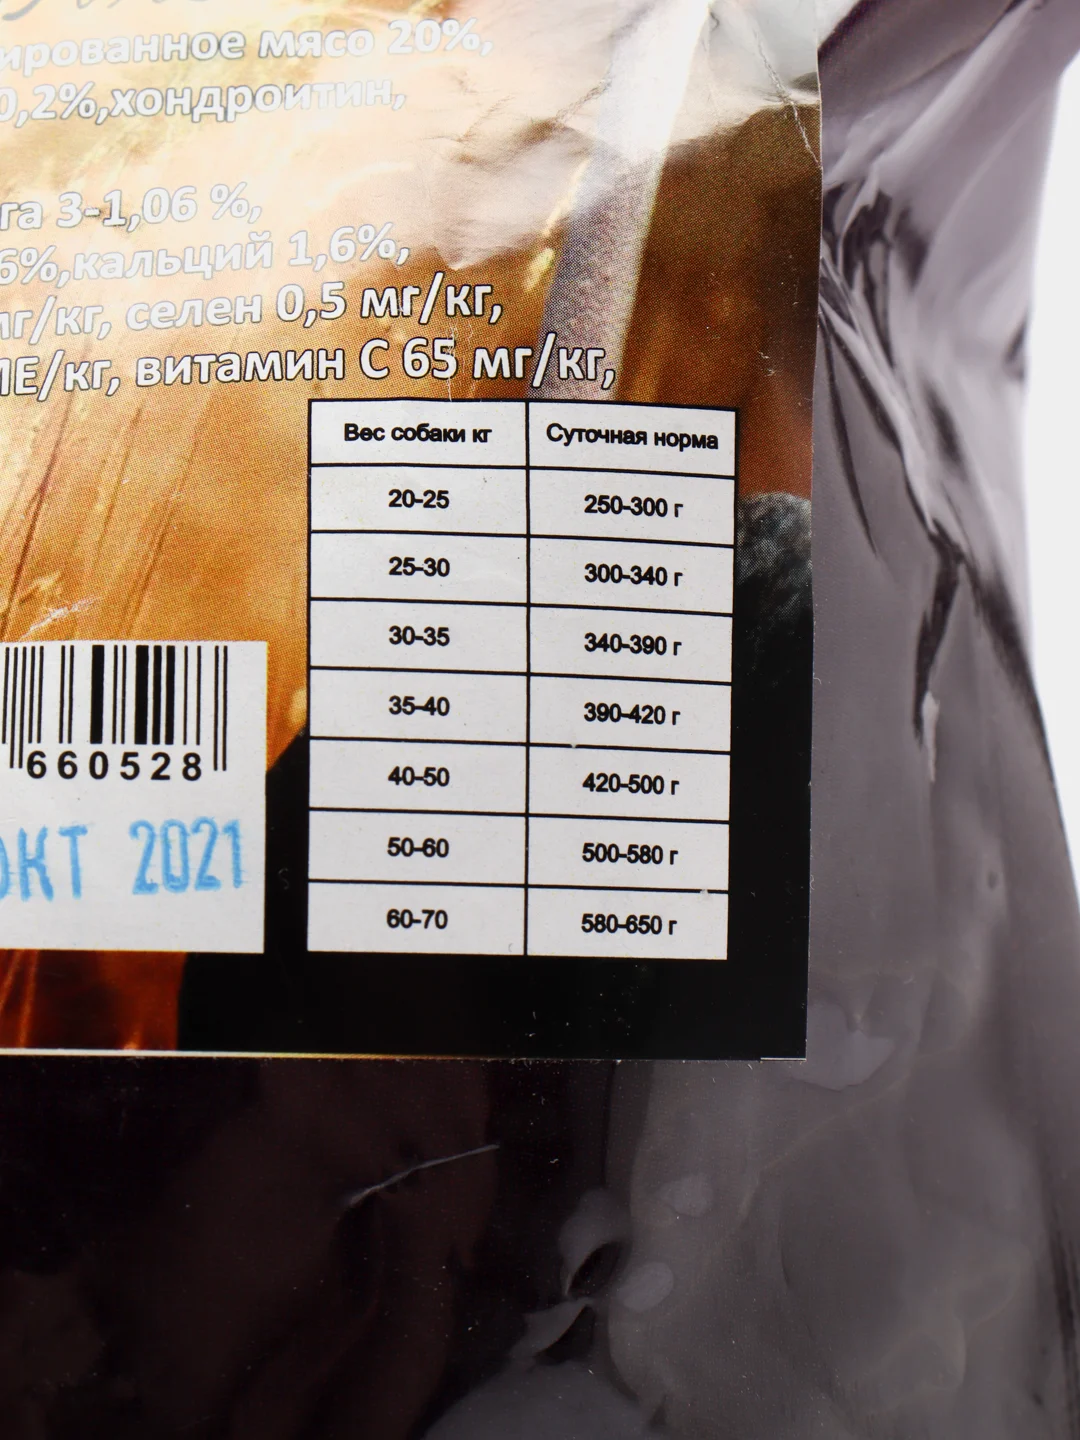 мясо 20%,
0,2%,хондроитин,
3-1,06 %,
6%,кальций 1,6%,
мг/кг, селен 0,5 мг/кг,
МЕ/кг, витамин С 65 мг/кг,
Вес собаки кг Суточная норма
20-25 250-300 г
25-30 300-340 г
30-35 340-390 г
35-40 390-420 г
40-50 420-500 г
50-60 500-580 г
60-70 580-650 г
660528
ОКТ 2021